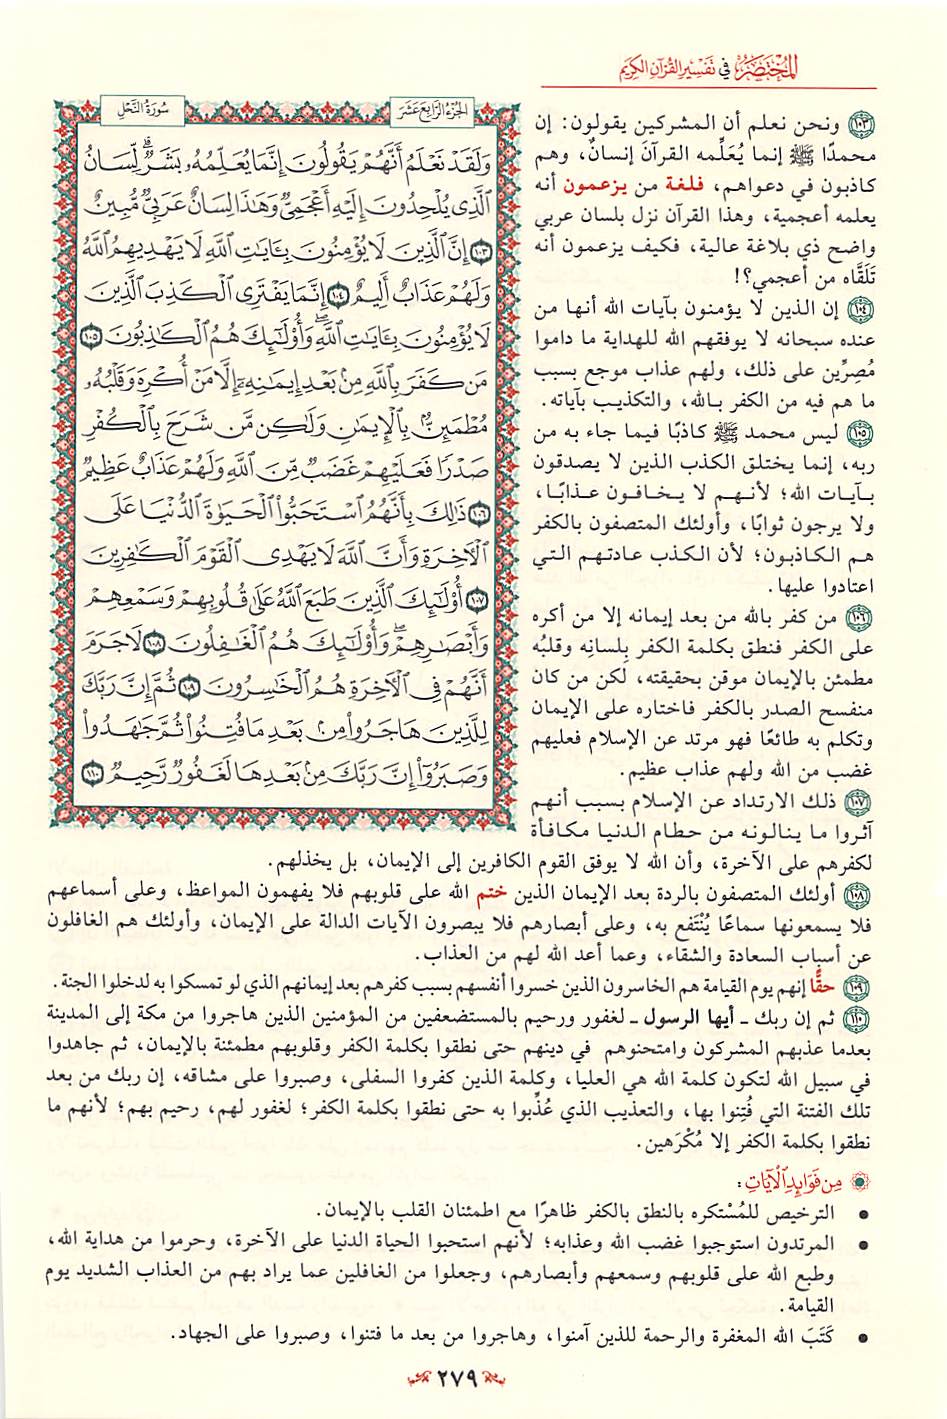 المختصر في تفسير القرآن الكريم
الجزء الرابع عشر
سورة النحل
وَلَقَدْ نَعْلَمُ أَنَّهُمْ يَقُولُونَ إِنَّمَا يُعَلِّمُهُۥ بَشَرٌ ۗ لِّسَانُ
ٱلَّذِى يُلْحِدُونَ إِلَيْهِ أَعْجَمِىٌّ وَهَٰذَا لِسَانٌ عَرَبِىٌّ مُّبِينٌ
١٠٣ إِنَّ ٱلَّذِينَ لَا يُؤْمِنُونَ بِـَٔايَٰتِ ٱللَّهِ لَا يَهْدِيهِمُ ٱللَّهُ
وَلَهُمْ عَذَابٌ أَلِيمٌ ١٠٤ إِنَّمَا يَفْتَرِى ٱلْكَذِبَ ٱلَّذِينَ
لَا يُؤْمِنُونَ بِـَٔايَٰتِ ٱللَّهِ ۖ وَأُو۟لَٰٓئِكَ هُمُ ٱلْكَٰذِبُونَ ١٠٥
مَن كَفَرَ بِٱللَّهِ مِنۢ بَعْدِ إِيمَٰنِهِۦٓ إِلَّا مَنْ أُكْرِهَ وَقَلْبُهُۥ
مُطْمَئِنٌّۢ بِٱلْإِيمَٰنِ وَلَٰكِن مَّن شَرَحَ بِٱلْكُفْرِ
صَدْرًا فَعَلَيْهِمْ غَضَبٌ مِّنَ ٱللَّهِ وَلَهُمْ عَذَابٌ عَظِيمٌ
١٠٦ ذَٰلِكَ بِأَنَّهُمُ ٱسْتَحَبُّوا۟ ٱلْحَيَوٰةَ ٱلدُّنْيَا عَلَى
ٱلْـَٔاخِرَةِ وَأَنَّ ٱللَّهَ لَا يَهْدِى ٱلْقَوْمَ ٱلْكَٰفِرِينَ
١٠٧ أُو۟لَٰٓئِكَ ٱلَّذِينَ طَبَعَ ٱللَّهُ عَلَىٰ قُلُوبِهِمْ وَسَمْعِهِمْ
وَأَبْصَٰرِهِمْ ۖ وَأُو۟لَٰٓئِكَ هُمُ ٱلْغَٰفِلُونَ ١٠٨ لَا جَرَمَ
أَنَّهُمْ فِى ٱلْـَٔاخِرَةِ هُمُ ٱلْخَٰسِرُونَ ١٠٩ ثُمَّ إِنَّ رَبَّكَ
لِلَّذِينَ هَاجَرُوا۟ مِنۢ بَعْدِ مَا فُتِنُوا۟ ثُمَّ جَٰهَدُوا۟
وَصَبَرُوٓا۟ إِنَّ رَبَّكَ مِنۢ بَعْدِهَا لَغَفُورٌ رَّحِيمٌ ١١٠
١٠٣ ونحن نعلم أن المشركين يقولون: إن
محمدًا ﷺ إنما يُعَلِّمه القرآنَ إنسانٌ، وهم
كاذبون في دعواهم، فلغة من يزعمون أنه
يعلمه أعجمية، وهذا القرآن نزل بلسان عربي
واضح ذي بلاغة عالية، فكيف يزعمون أنه
تَلَقَّاه من أعجمي؟!
١٠٤ إن الذين لا يؤمنون بآيات الله أنها من
عنده سبحانه لا يوفقهم الله للهداية ما داموا
مُصِرِّين على ذلك، ولهم عذاب موجع بسبب
ما هم فيه من الكفر بالله، والتكذيب بآياته.
١٠٥ ليس محمد ﷺ كاذبًا فيما جاء به من
ربه، إنما يختلق الكذب الذين لا يصدقون
بآيات الله؛ لأنهم لا يخافون عذابًا،
ولا يرجون ثوابًا، وأولئك المتصفون بالكفر
هم الكاذبون؛ لأن الكذب عادتهم التي
اعتادوا عليها.
١٠٦ من كفر بالله من بعد إيمانه إلا من أكره
على الكفر فنطق بكلمة الكفر بِلسانِه وقلبُه
مطمئن بالإيمان موقن بحقيقته، لكن من كان
منفسح الصدر بالكفر فاختاره على الإيمان
وتكلم به طائعًا فهو مرتد عن الإسلام فعليهم
غضب من الله ولهم عذاب عظيم.
١٠٧ ذلك الارتداد عن الإسلام بسبب أنهم
آثروا ما ينالونه من حطام الدنيا مكافأة
لكفرهم على الآخرة، وأن الله لا يوفق القوم الكافرين إلى الإيمان، بل يخذلهم.
١٠٨ أولئك المتصفون بالردة بعد الإيمان الذين ختم الله على قلوبهم فلا يفهمون المواعظ، وعلى أسماعهم
فلا يسمعونها سماعًا يُنْتَفع به، وعلى أبصارهم فلا يبصرون الآيات الدالة على الإيمان، وأولئك هم الغافلون
عن أسباب السعادة والشقاء، وعما أعد الله لهم من العذاب.
١٠٩ حقًّا إنهم يوم القيامة هم الخاسرون الذين خسروا أنفسهم بسبب كفرهم بعد إيمانهم الذي لو تمسكوا به لدخلوا الجنة.
١١٠ ثم إن ربك ـ أيها الرسول ـ لغفور ورحيم بالمستضعفين من المؤمنين الذين هاجروا من مكة إلى المدينة
بعدما عذبهم المشركون وامتحنوهم في دينهم حتى نطقوا بكلمة الكفر وقلوبهم مطمئنة بالإيمان، ثم جاهدوا
في سبيل الله لتكون كلمة الله هي العليا، وكلمة الذين كفروا السفلى، وصبروا على مشاقه، إن ربك من بعد
تلك الفتنة التي فُتِنوا بها، والتعذيب الذي عُذِّبوا به حتى نطقوا بكلمة الكفر؛ لغفور لهم، رحيم بهم؛ لأنهم ما
نطقوا بكلمة الكفر إلا مُكْرَهين.
من فوائد الآيات:
• الترخيص للمُسْتكره بالنطق بالكفر ظاهرًا مع اطمئنان القلب بالإيمان.
• المرتدون استوجبوا غضب الله وعذابه؛ لأنهم استحبوا الحياة الدنيا على الآخرة، وحرموا من هداية الله،
وطبع الله على قلوبهم وسمعهم وأبصارهم، وجعلوا من الغافلين عما يراد بهم من العذاب الشديد يوم
القيامة.
• كَتَبَ الله المغفرة والرحمة للذين آمنوا، وهاجروا من بعد ما فتنوا، وصبروا على الجهاد.
٢٧٩